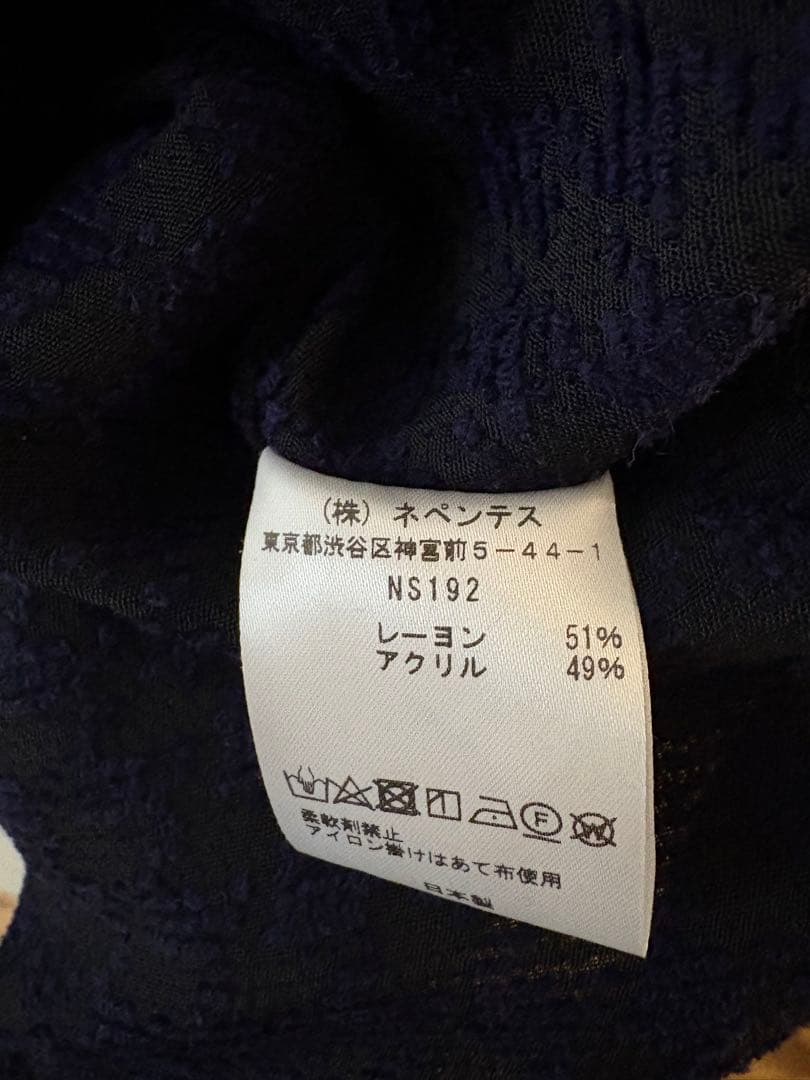 (株) ネペンテス
東京都渋谷区神宮前5-44-1
NS192
レーヨン 51%
アクリル 49%
F W
柔軟剤禁止
アイロン掛けはあて布使用
日本製